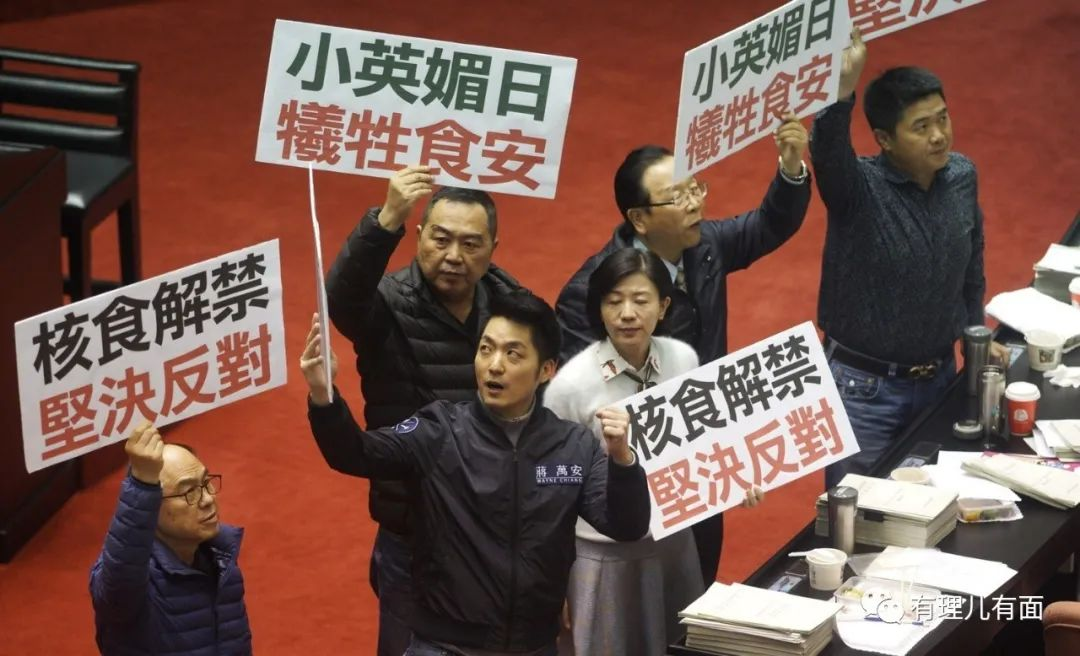 小英媚日
犧牲食安
小英媚日
犧牲食安
堅決
核食解禁
堅決反對
核食解禁
堅決反對
蔣 萬 安
WAYNE CHIANG
有理儿有面